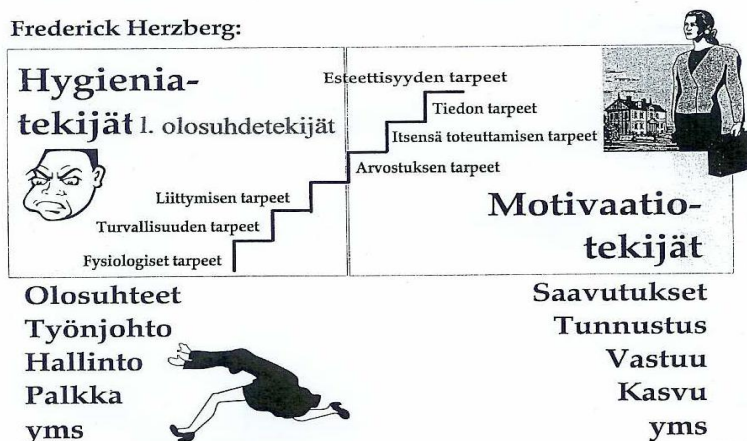 Frederick Herzberg:
Hygienia-
tekijät l. olosuhdetekijät
Esteettisyyden tarpeet
Tiedon tarpeet
Itsensä toteuttamisen tarpeet
Arvostuksen tarpeet
Liittymisen tarpeet
Turvallisuuden tarpeet
Fysiologiset tarpeet
Motivaatio-
tekijät
Olosuhteet
Työnjohto
Hallinto
Palkka
yms
Saavutukset
Tunnustus
Vastuu
Kasvu
yms